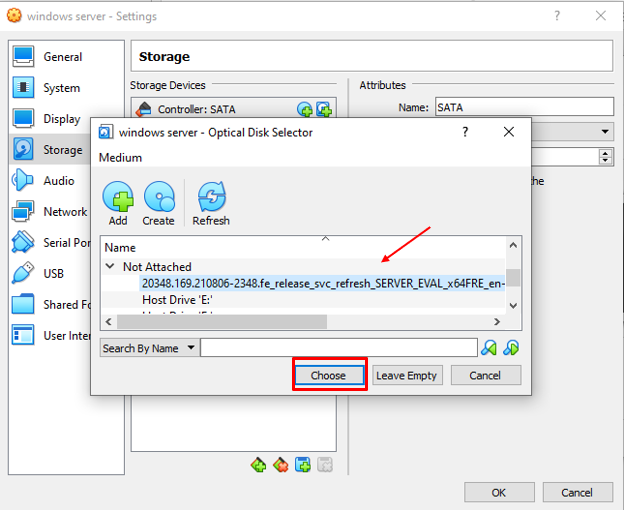 windows server - Settings
?
General
System
Display
Storage
Audio
Network
Serial Por
USB
Shared Fo
User Inter
Storage
Storage Devices
Controller: SATA
Attributes
Name: SATA
he
windows server - Optical Disk Selector
?
Medium
Add
Create
Refresh
Name
Not Attached
20348.169.210806-2348.fe_release_svc_refresh_SERVER_EVAL_x64FRE_en-
Host Drive 'E:'
Search By Name
Choose
Leave Empty
Cancel
OK
Cancel